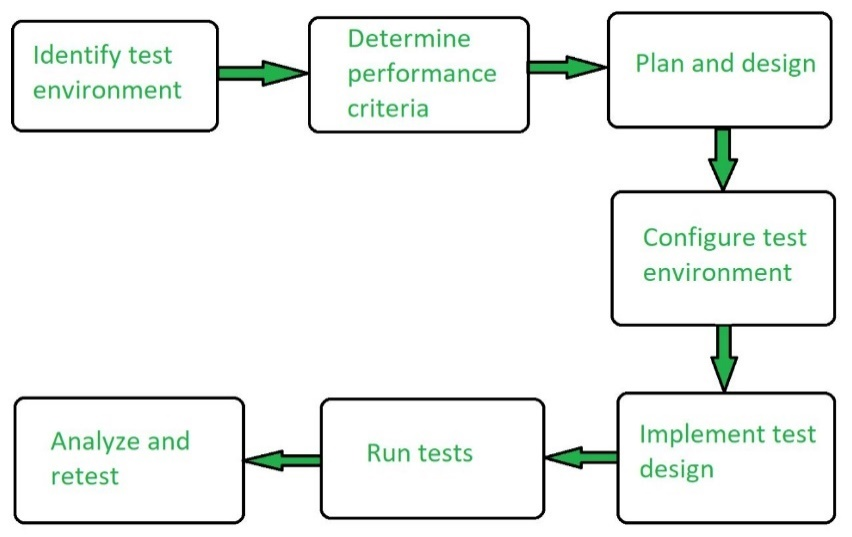 Identify test
environment
Determine
performance
criteria
Plan and design
Configure test
environment
Implement test
design
Run tests
Analyze and
retest